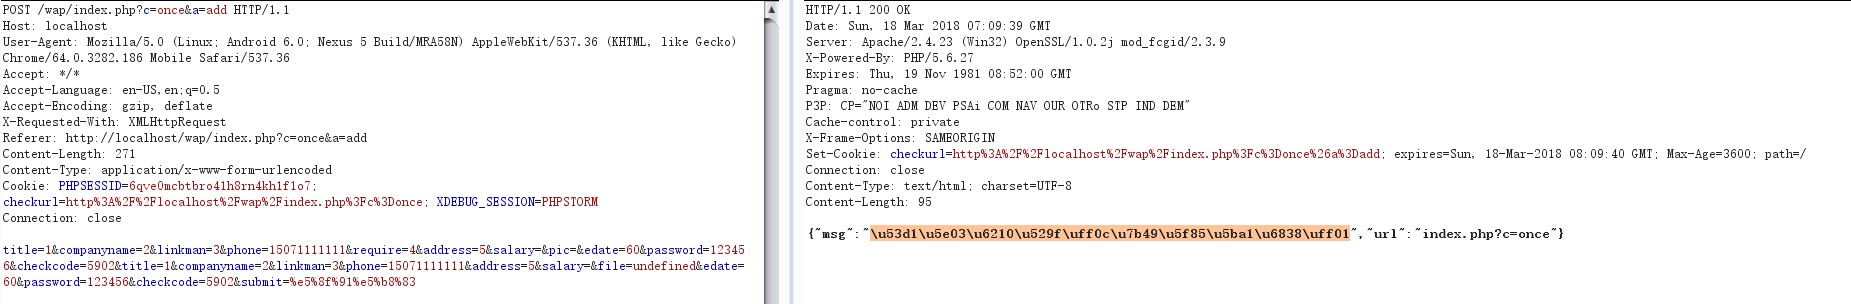 POST /wap/index.php?c=once&a=add HTTP/1.1
Host: localhost
User-Agent: Mozilla/5.0 (Linux; Android 6.0; Nexus 5 Build/MRA58N) AppleWebKit/537.36 (KHTML, like Gecko)
Chrome/64.0.3282.186 Mobile Safari/537.36
Accept: */*
Accept-Language: en-US,en;q=0.5
Accept-Encoding: gzip, deflate
X-Requested-With: XMLHttpRequest
Referer: http://localhost/wap/index.php?c=once&a=add
Content-Length: 271
Content-Type: application/x-www-form-urlencoded
Cookie: PHPSESSID=6qve0mcbtbro41h8rn4kh1f1o7;
checkurl=http%3A%2F%2Flocalhost%2Fwap%2Findex.php%3Fc%3Donce; XDEBUG_SESSION=PHPSTORM
Connection: close
title=1&companyname=2&linkman=3&phone=15071111111&require=4&address=5&salary=&pic=&edate=60&password=12345
6&checkcode=5902&title=1&companyname=2&linkman=3&phone=15071111111&address=5&salary=&file=undefined&edate=
60&password=123456&checkcode=5902&submit=%e5%8f%91%e5%b8%83
HTTP/1.1 200 OK
Date: Sun, 18 Mar 2018 07:09:39 GMT
Server: Apache/2.4.23 (Win32) OpenSSL/1.0.2j mod_fcgid/2.3.9
X-Powered-By: PHP/5.6.27
Expires: Thu, 19 Nov 1981 08:52:00 GMT
Pragma: no-cache
P3P: CP="NOI ADM DEV PSAi COM NAV OUR OTRo STP IND DEM"
Cache-control: private
X-Frame-Options: SAMEORIGIN
Set-Cookie: checkurl=http%3A%2F%2Flocalhost%2Fwap%2Findex.php%3Fc%3Donce%26a%3Dadd; expires=Sun, 18-Mar-2018 08:09:40 GMT; Max-Age=3600; path=/
Connection: close
Content-Type: text/html; charset=UTF-8
Content-Length: 95
{"msg":"\u53d1\u5e03\u6210\u529f\uff0c\u7b49\u5f85\u5ba1\u6838\uff01","url":"index.php?c=once"}